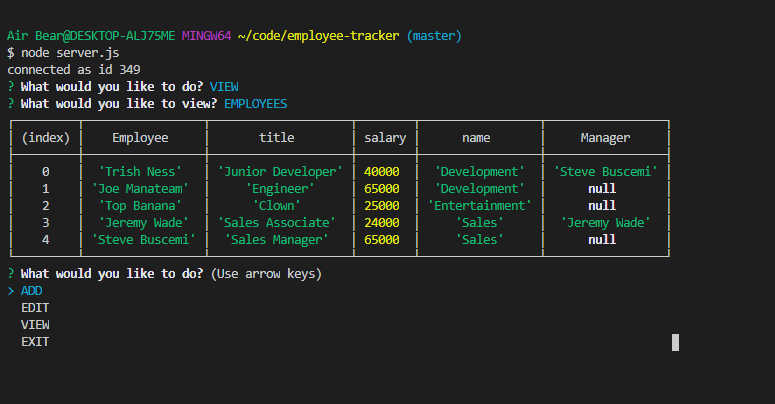 Air Bear@DESKTOP-ALJ75ME MINGW64 ~/code/employee-tracker (master)
$ node server.js
connected as id 349
? What would you like to do? VIEW
? What would you like to view? EMPLOYEES
(index) Employee title salary name Manager
0 'Trish Ness' 'Junior Developer' 40000 'Development' 'Steve Buscemi'
1 'Joe Manateam' 'Engineer' 65000 'Development' null
2 'Top Banana' 'Clown' 25000 'Entertainment' null
3 'Jeremy Wade' 'Sales Associate' 24000 'Sales' 'Jeremy Wade'
4 'Steve Buscemi' 'Sales Manager' 65000 'Sales' null
? What would you like to do? (Use arrow keys)
> ADD
EDIT
VIEW
EXIT